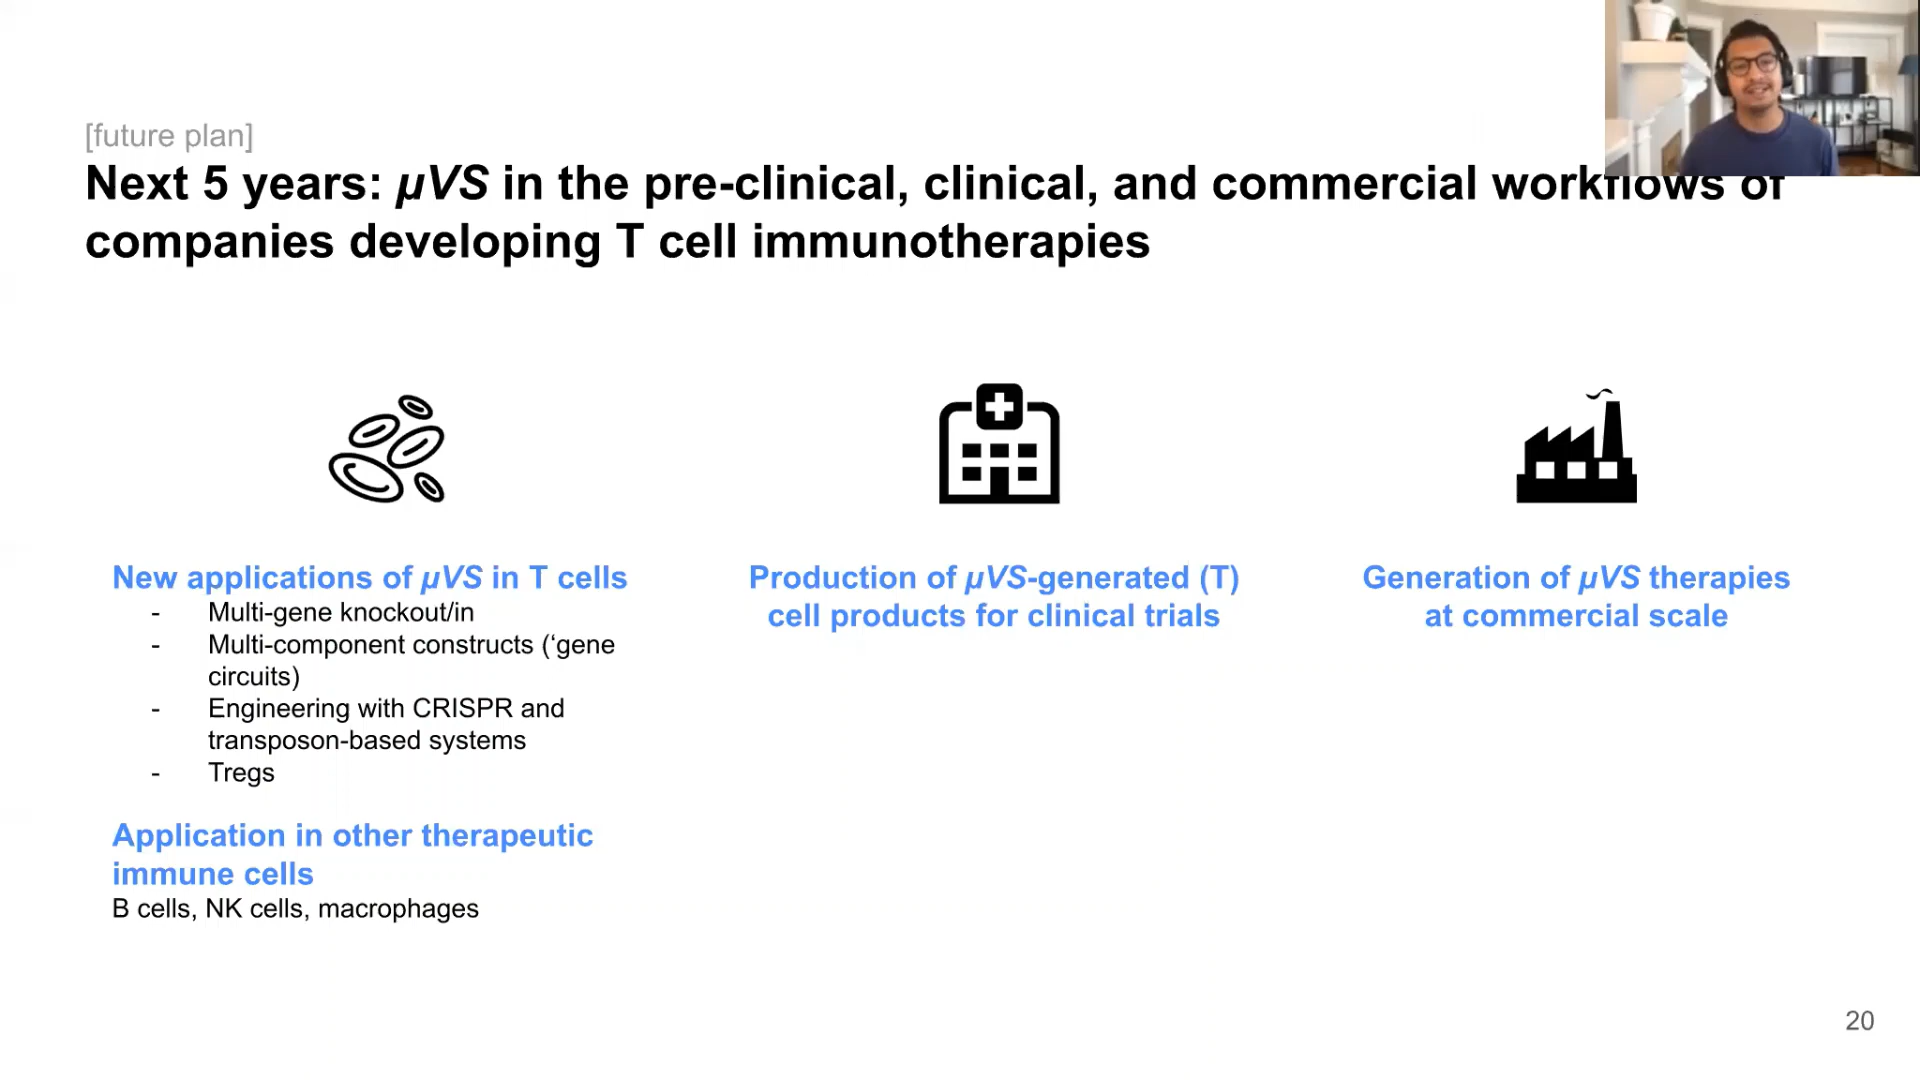 [future plan]
Next 5 years: µVS in the pre-clinical, clinical, and commercial workflows of
companies developing T cell immunotherapies
New applications of µVS in T cells
- Multi-gene knockout/in
- Multi-component constructs (‘gene
circuits)
- Engineering with CRISPR and
transposon-based systems
- Tregs
Application in other therapeutic
immune cells
B cells, NK cells, macrophages
Production of µVS-generated (T)
cell products for clinical trials
Generation of µVS therapies
at commercial scale
20